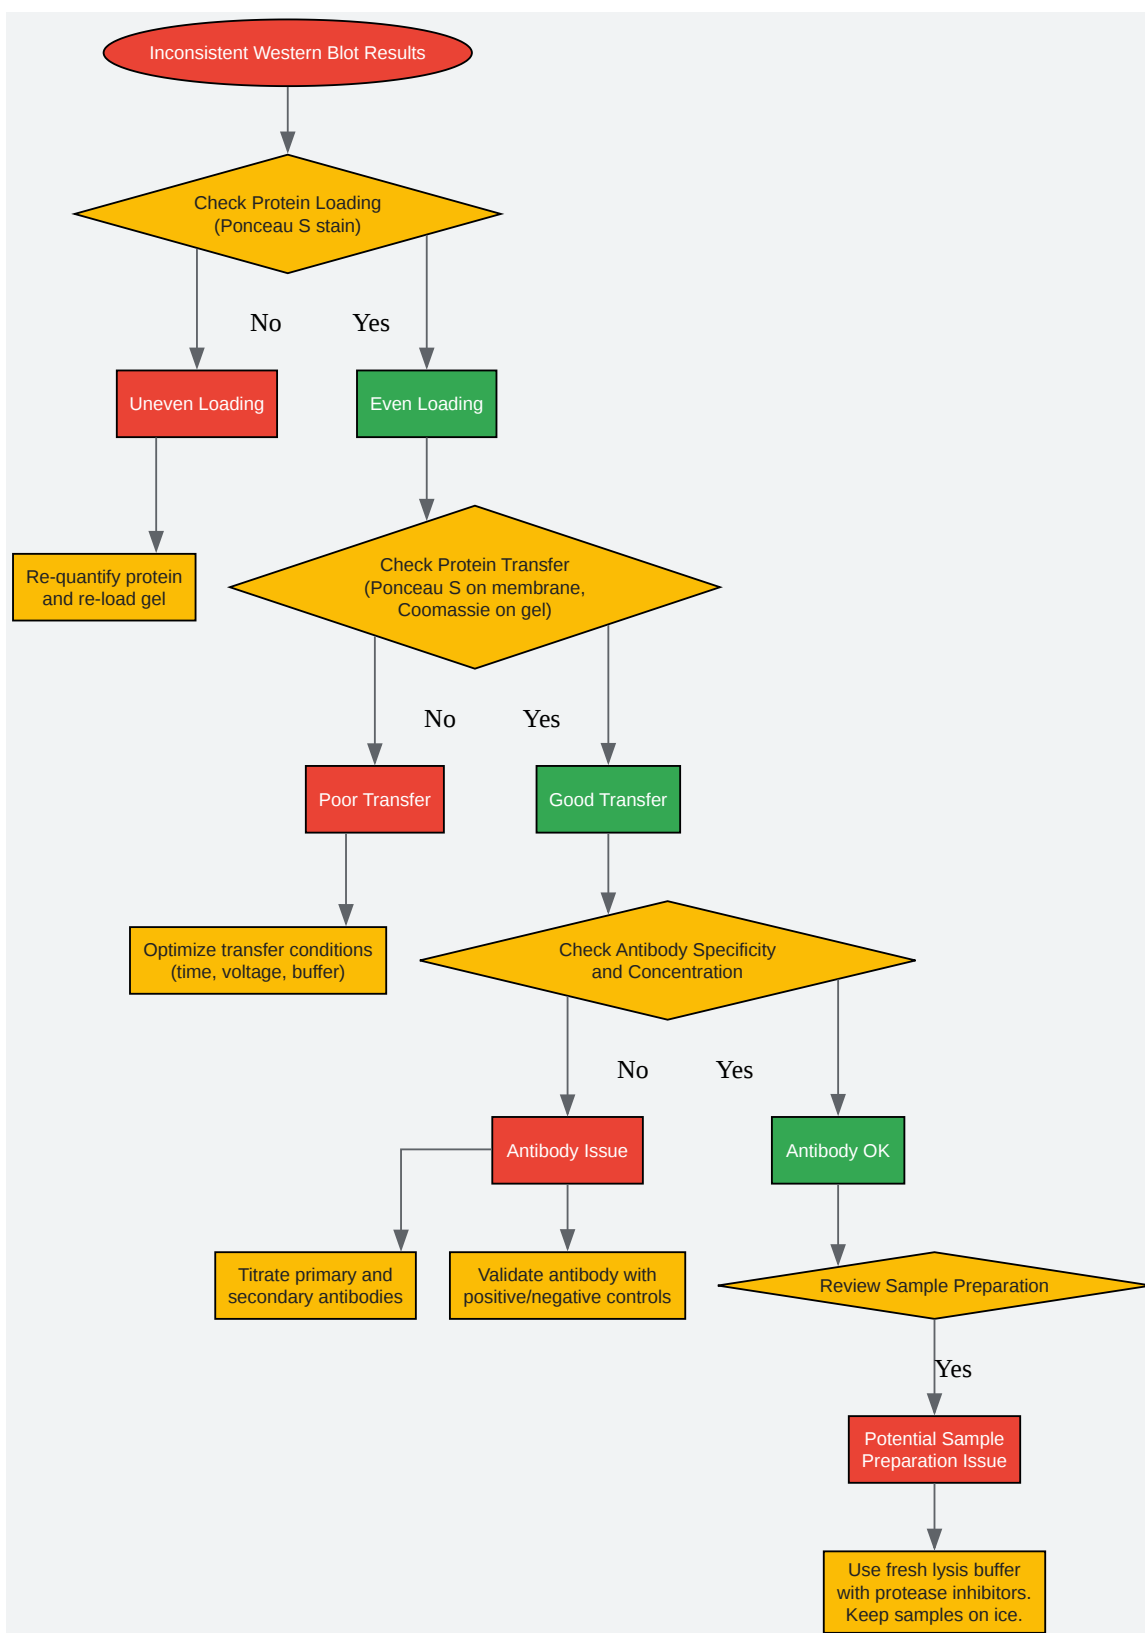 Inconsistent Western Blot Results
Check Protein Loading
(Ponceau S stain)
No
Yes
Uneven Loading
Even Loading
Re-quantify protein
and re-load gel
Check Protein Transfer
(Ponceau S on membrane,
Coomassie on gel)
No
Yes
Poor Transfer
Good Transfer
Optimize transfer conditions
(time, voltage, buffer)
Check Antibody Specificity
and Concentration
No
Yes
Antibody Issue
Antibody OK
Titrate primary and
secondary antibodies
Validate antibody with
positive/negative controls
Review Sample Preparation
Yes
Potential Sample
Preparation Issue
Use fresh lysis buffer
with protease inhibitors.
Keep samples on ice.